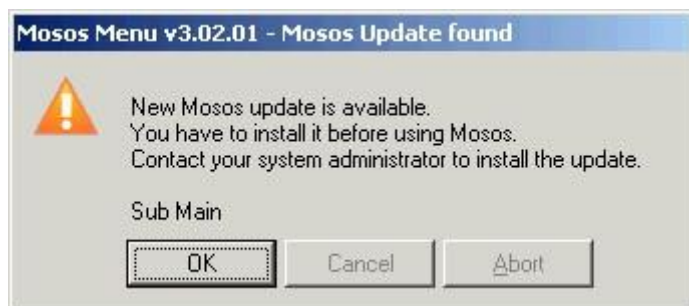 Mosos Menu v3.02.01 - Mosos Update found
New Mosos update is available.
You have to install it before using Mosos.
Contact your system administrator to install the update.
Sub Main
OK Cancel Abort